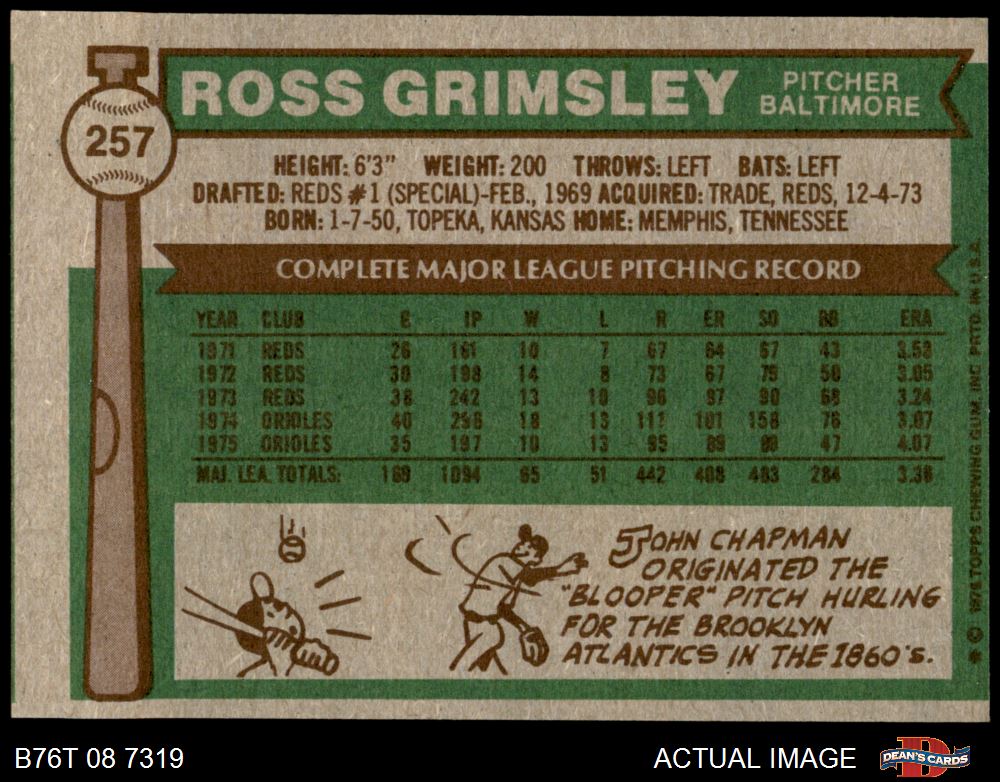 257
ROSS GRIMSLEY PITCHER BALTIMORE
HEIGHT: 6'3" WEIGHT: 200 THROWS: LEFT BATS: LEFT
DRAFTED: REDS #1 (SPECIAL)-FEB., 1969 ACQUIRED: TRADE, REDS, 12-4-73
BORN: 1-7-50, TOPEKA, KANSAS HOME: MEMPHIS, TENNESSEE
COMPLETE MAJOR LEAGUE PITCHING RECORD
YEAR CLUB G IP W L R ER SO BB ERA
1971 REDS 26 161 10 7 67 64 67 43 3.58
1972 REDS 30 198 14 8 73 67 79 50 3.05
1973 REDS 38 242 13 10 96 87 90 68 3.24
1974 ORIOLES 40 296 18 13 111 101 158 76 3.07
1975 ORIOLES 35 197 10 13 95 89 89 47 4.07
MAJ. LEA. TOTALS: 169 1094 65 51 442 408 483 284 3.36
JOHN CHAPMAN
ORIGINATED THE
"BLOOPER" PITCH HURLING
FOR THE BROOKLYN
ATLANTICS IN THE 1860's.
* © 1976 TOPPS CHEWING GUM, INC. PRTD. IN U.S.A.
B76T 08 7319
ACTUAL IMAGE
DEAN'S CARDS